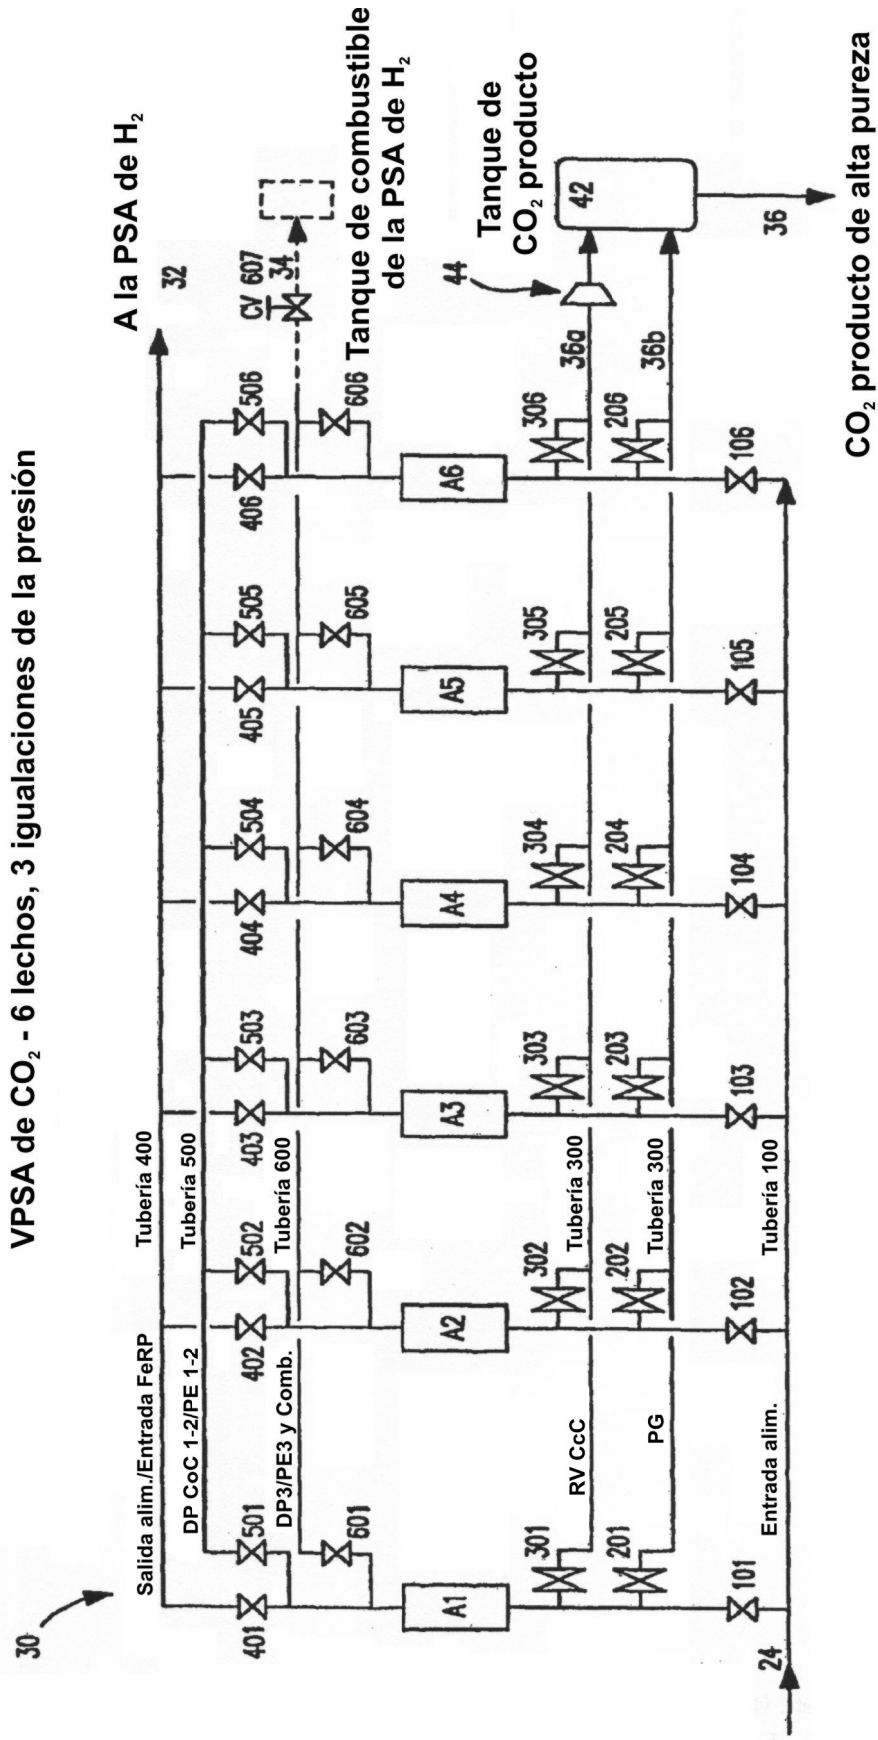 VPSA de CO₂ - 6 lechos, 3 igualaciones de la presión
30
A la PSA de H₂
32
Salida alim./Entrada FeRP
Tubería 400
DP CoC 1-2/PE 1-2
Tubería 500
401
501
402
502
403
503
404
504
405
505
406
506
DP3/PE3 y Comb.
Tubería 600
CV 607
34
Tanque de combustible
de la PSA de H₂
601
602
603
604
605
606
A1
A2
A3
A4
A5
A6
Tanque de
CO₂ producto
44
42
301
302
303
304
305
306
RV CcC
Tubería 300
36a
201
202
203
204
205
206
PG
Tubería 300
36b
36
101
102
103
104
105
106
24
Entrada alim.
Tubería 100
CO₂ producto de alta pureza